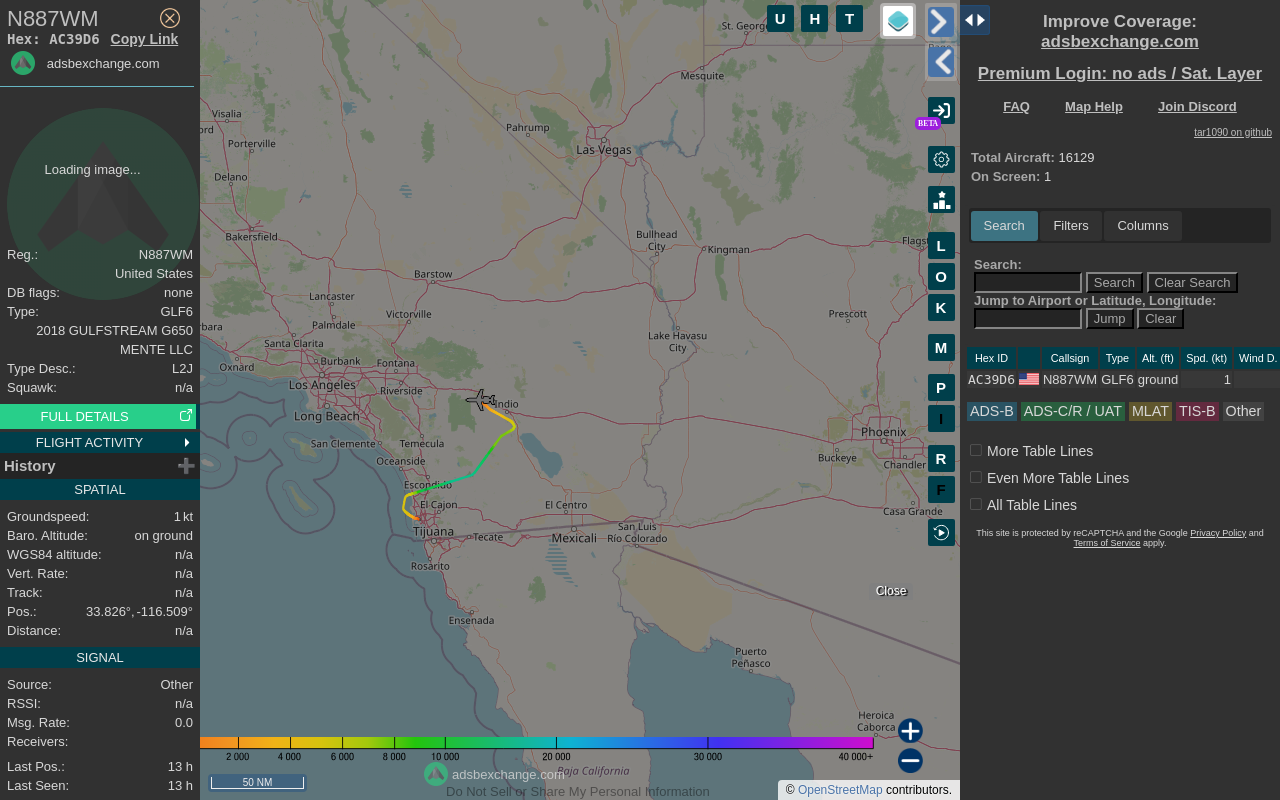 N887WM
Hex: AC39D6 Copy Link
adsbexchange.com
Loading image...
Reg.: N887WM
United States
DB flags: none
Type: GLF6
2018 GULFSTREAM G650
MENTE LLC
Type Desc.: L2J
Squawk: n/a
FULL DETAILS
FLIGHT ACTIVITY
History
SPATIAL
Groundspeed: 1 kt
Baro. Altitude: on ground
WGS84 altitude: n/a
Vert. Rate: n/a
Track: n/a
Pos.: 33.826°, -116.509°
Distance: n/a
SIGNAL
Source: Other
RSSI: n/a
Msg. Rate: 0.0
Receivers:
Last Pos.: 13 h
Last Seen: 13 h
U H T
St. George
Mesquite
Visalia
ord
Porterville
Pahrump
Las Vegas
Delano
Bakersfield
Bullhead
City
Kingman
Flags
Barstow
Lancaster
Victorville
Palmdale
Prescott
bara
Santa Clarita
Lake Havasu
City
Oxnard
Burbank
Fontana
Los Angeles
Riverside
Indio
Long Beach
San Clemente
Temecula
Phoenix
Buckeye
Chandler
Oceanside
Escondido
El Cajon
El Centro
Casa Grande
Tijuana
Tecate
Mexicali
San Luis
Río Colorado
Rosarito
Ensenada
Puerto
Peñasco
Heroica
Caborca
Baja California
BETA
L
O
K
M
P
I
R
F
Close
2 000 4 000 6 000 8 000 10 000 20 000 30 000 40 000+
adsbexchange.com
50 NM
Do Not Sell or Share My Personal Information
© OpenStreetMap contributors.
Improve Coverage:
adsbexchange.com
Premium Login: no ads / Sat. Layer
FAQ Map Help Join Discord
tar1090 on github
Total Aircraft: 16129
On Screen: 1
Search Filters Columns
Search:
Search Clear Search
Jump to Airport or Latitude, Longitude:
Jump Clear
Hex ID Callsign Type Alt. (ft) Spd. (kt) Wind D.
AC39D6 N887WM GLF6 ground 1
ADS-B ADS-C/R / UAT MLAT TIS-B Other
More Table Lines
Even More Table Lines
All Table Lines
This site is protected by reCAPTCHA and the Google Privacy Policy and
Terms of Service apply.